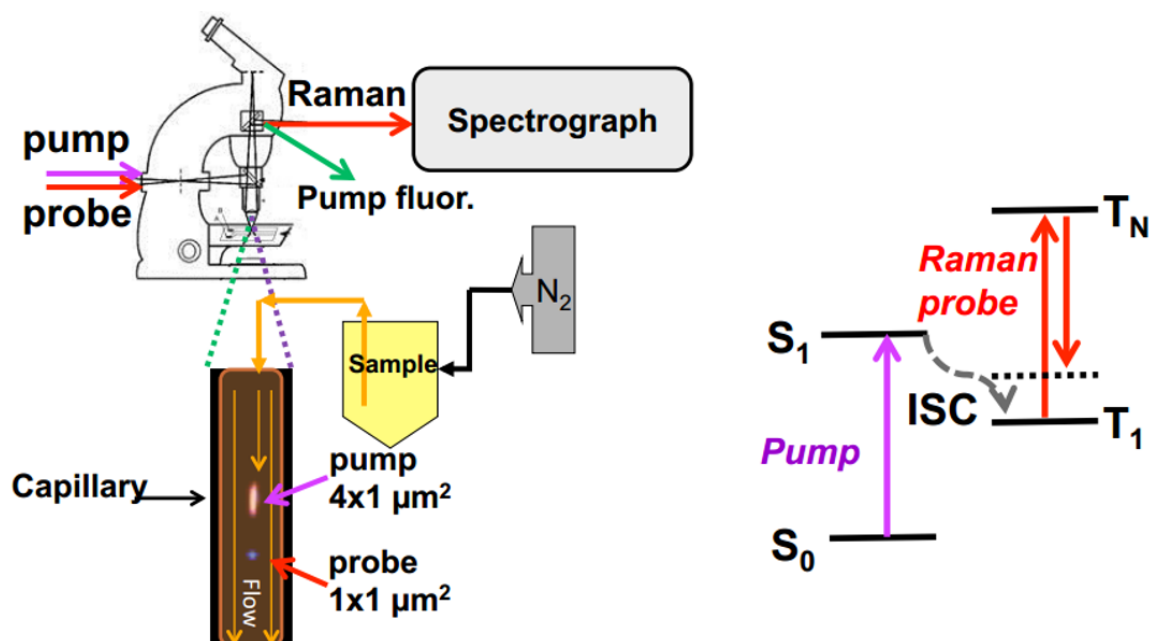 Raman
Spectrograph
pump
probe
Pump fluor.
N2
Sample
Capillary
pump
4x1 µm²
probe
1x1 µm²
Flow
TN
Raman
probe
S1
ISC
T1
Pump
S0